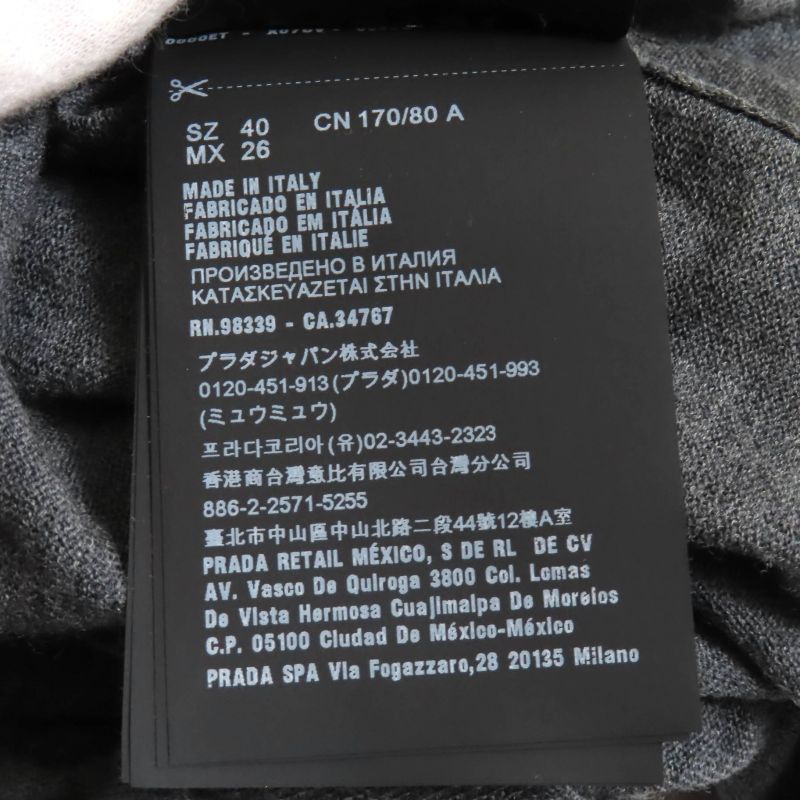 SZ 40 CN 170/80 A
MX 26
MADE IN ITALY
FABRICADO EN ITALIA
FABRICADO EM ITÁLIA
FABRIQUÉ EN ITALIE
ПРОИЗВЕДЕНО В ИТАЛИЯ
ΚΑΤΑΣΚΕΥΑΖΕΤΑΙ ΣΤΗΝ ΙΤΑΛΙΑ
RN.98339 - CA.34767
プラダジャパン株式会社
0120-451-913(プラダ)0120-451-993
(ミュウミュウ)
프라다코리아(유)02-3443-2323
香港商台灣意比有限公司台灣分公司
886-2-2571-5255
臺北市中山區中山北路二段44號12樓A室
PRADA RETAIL MÉXICO, S DE RL DE CV
AV. Vasco De Quiroga 3800 Col. Lomas
De Vista Hermosa Cuajimalpa De Morelos
C.P. 05100 Ciudad De México-México
PRADA SPA Via Fogazzaro,28 20135 Milano